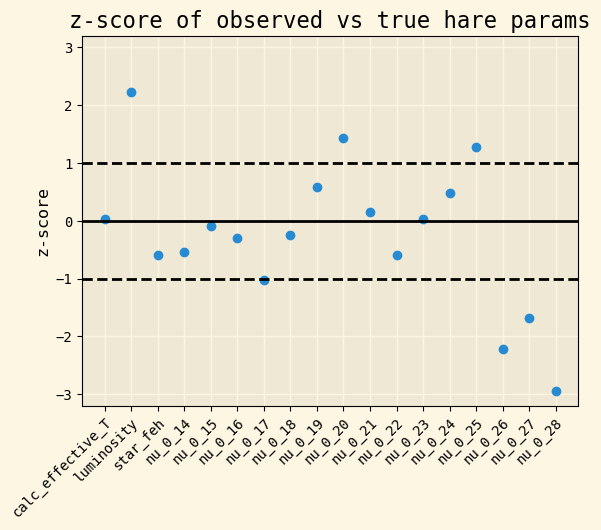 z-score of observed vs true hare params
z-score
3
2
1
0
−1
−2
−3
calc_effective_T
luminosity
star_feh
nu_0_14
nu_0_15
nu_0_16
nu_0_17
nu_0_18
nu_0_19
nu_0_20
nu_0_21
nu_0_22
nu_0_23
nu_0_24
nu_0_25
nu_0_26
nu_0_27
nu_0_28